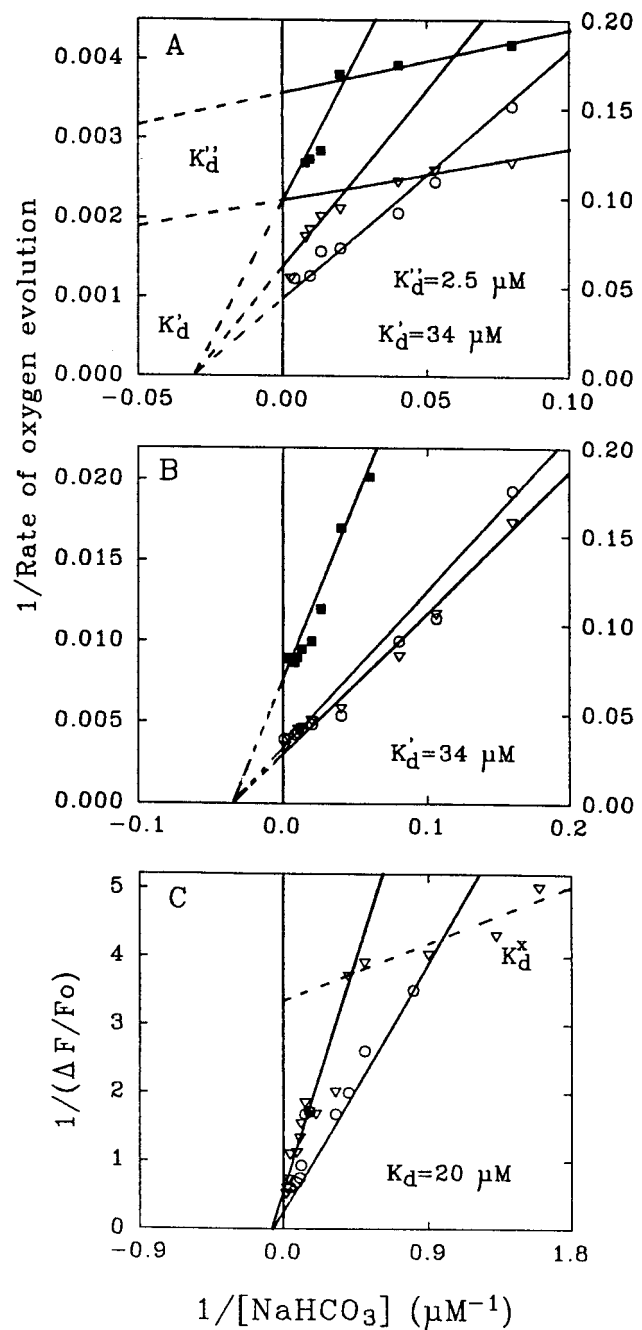 A
0.004
0.003
0.002
0.001
0.000
0.20
0.15
0.10
0.05
0.00
K''d
K'd
K''d=2.5 μM
K'd=34 μM
-0.05
0.00
0.05
0.10
1/Rate of oxygen evolution
B
0.020
0.015
0.010
0.005
0.000
0.20
0.15
0.10
0.05
0.00
K'd=34 μM
-0.1
0.0
0.1
0.2
C
5
4
3
2
1
0
1/(ΔF/Fo)
Kxd
Kd=20 μM
-0.9
0.0
0.9
1.8
1/[NaHCO3] (μM-1)